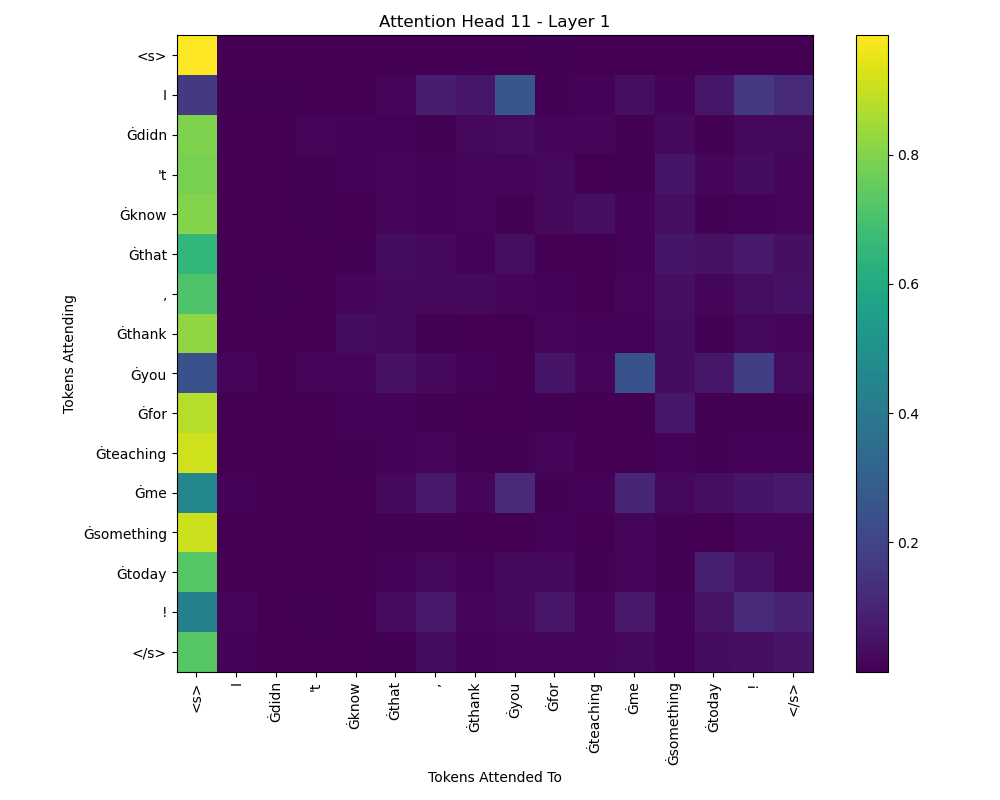 Attention Head 11 - Layer 1
<s>
I
Ġdidn
't
Ġknow
Ġthat
,
Ġthank
Ġyou
Ġfor
Ġteaching
Ġme
Ġsomething
Ġtoday
!
</s>
Tokens Attending
<s>
I
Ġdidn
't
Ġknow
Ġthat
,
Ġthank
Ġyou
Ġfor
Ġteaching
Ġme
Ġsomething
Ġtoday
!
</s>
Tokens Attended To
0.8
0.6
0.4
0.2